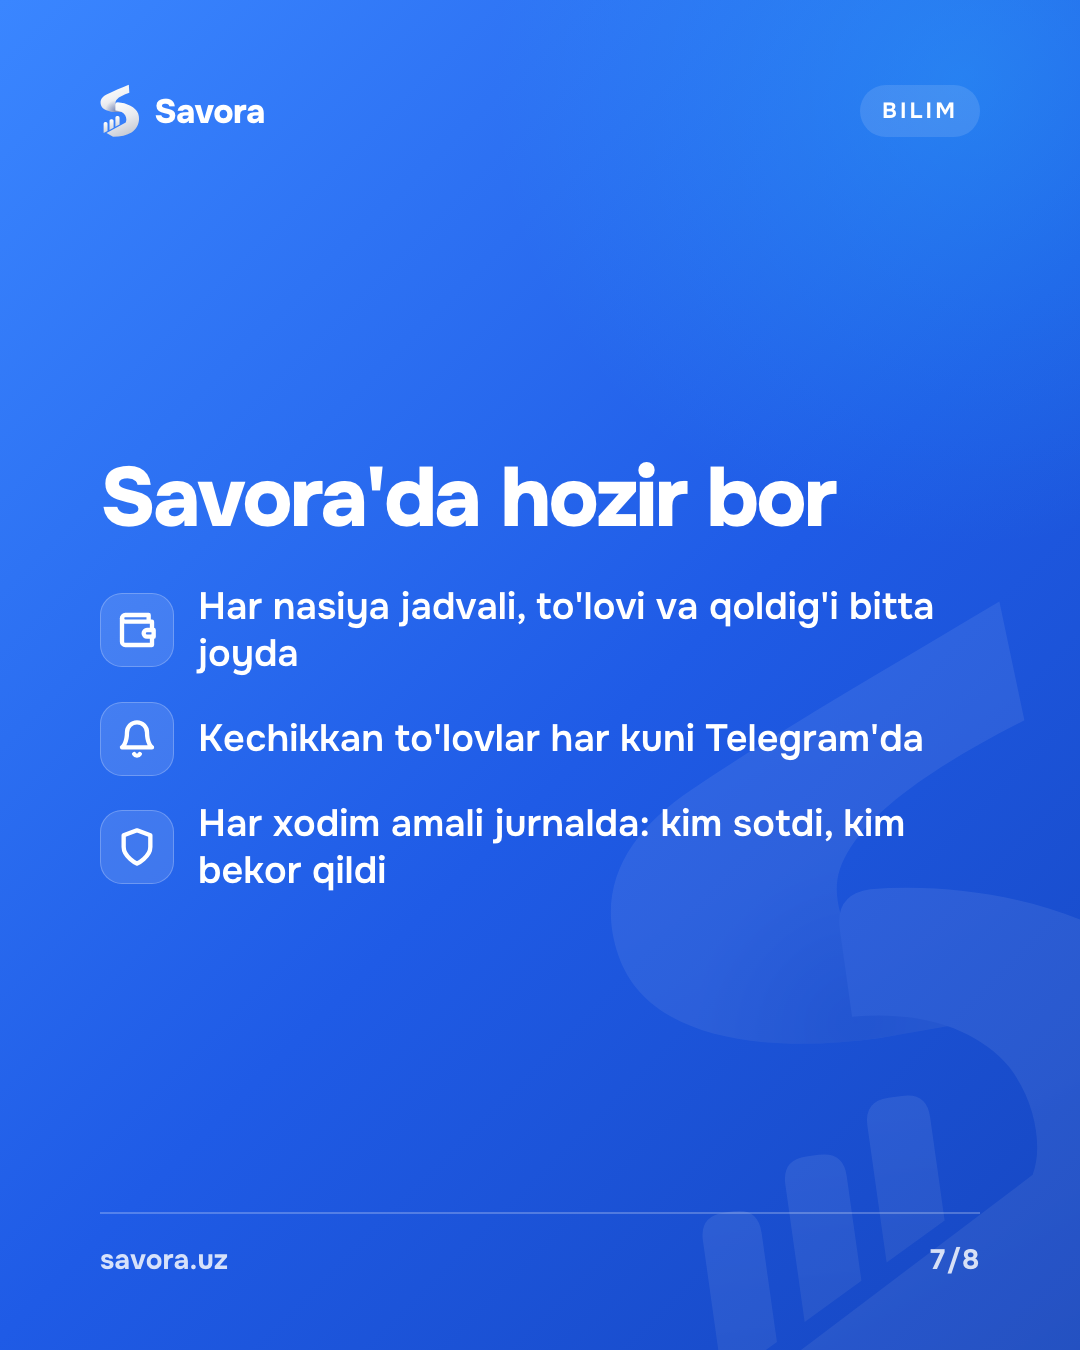 Savora
BILIM
Savora'da hozir bor
Har nasiya jadvali, to'lovi va qoldig'i bitta
joyda
Kechikkan to'lovlar har kuni Telegram'da
Har xodim amali jurnalda: kim sotdi, kim
bekor qildi
savora.uz
7/8